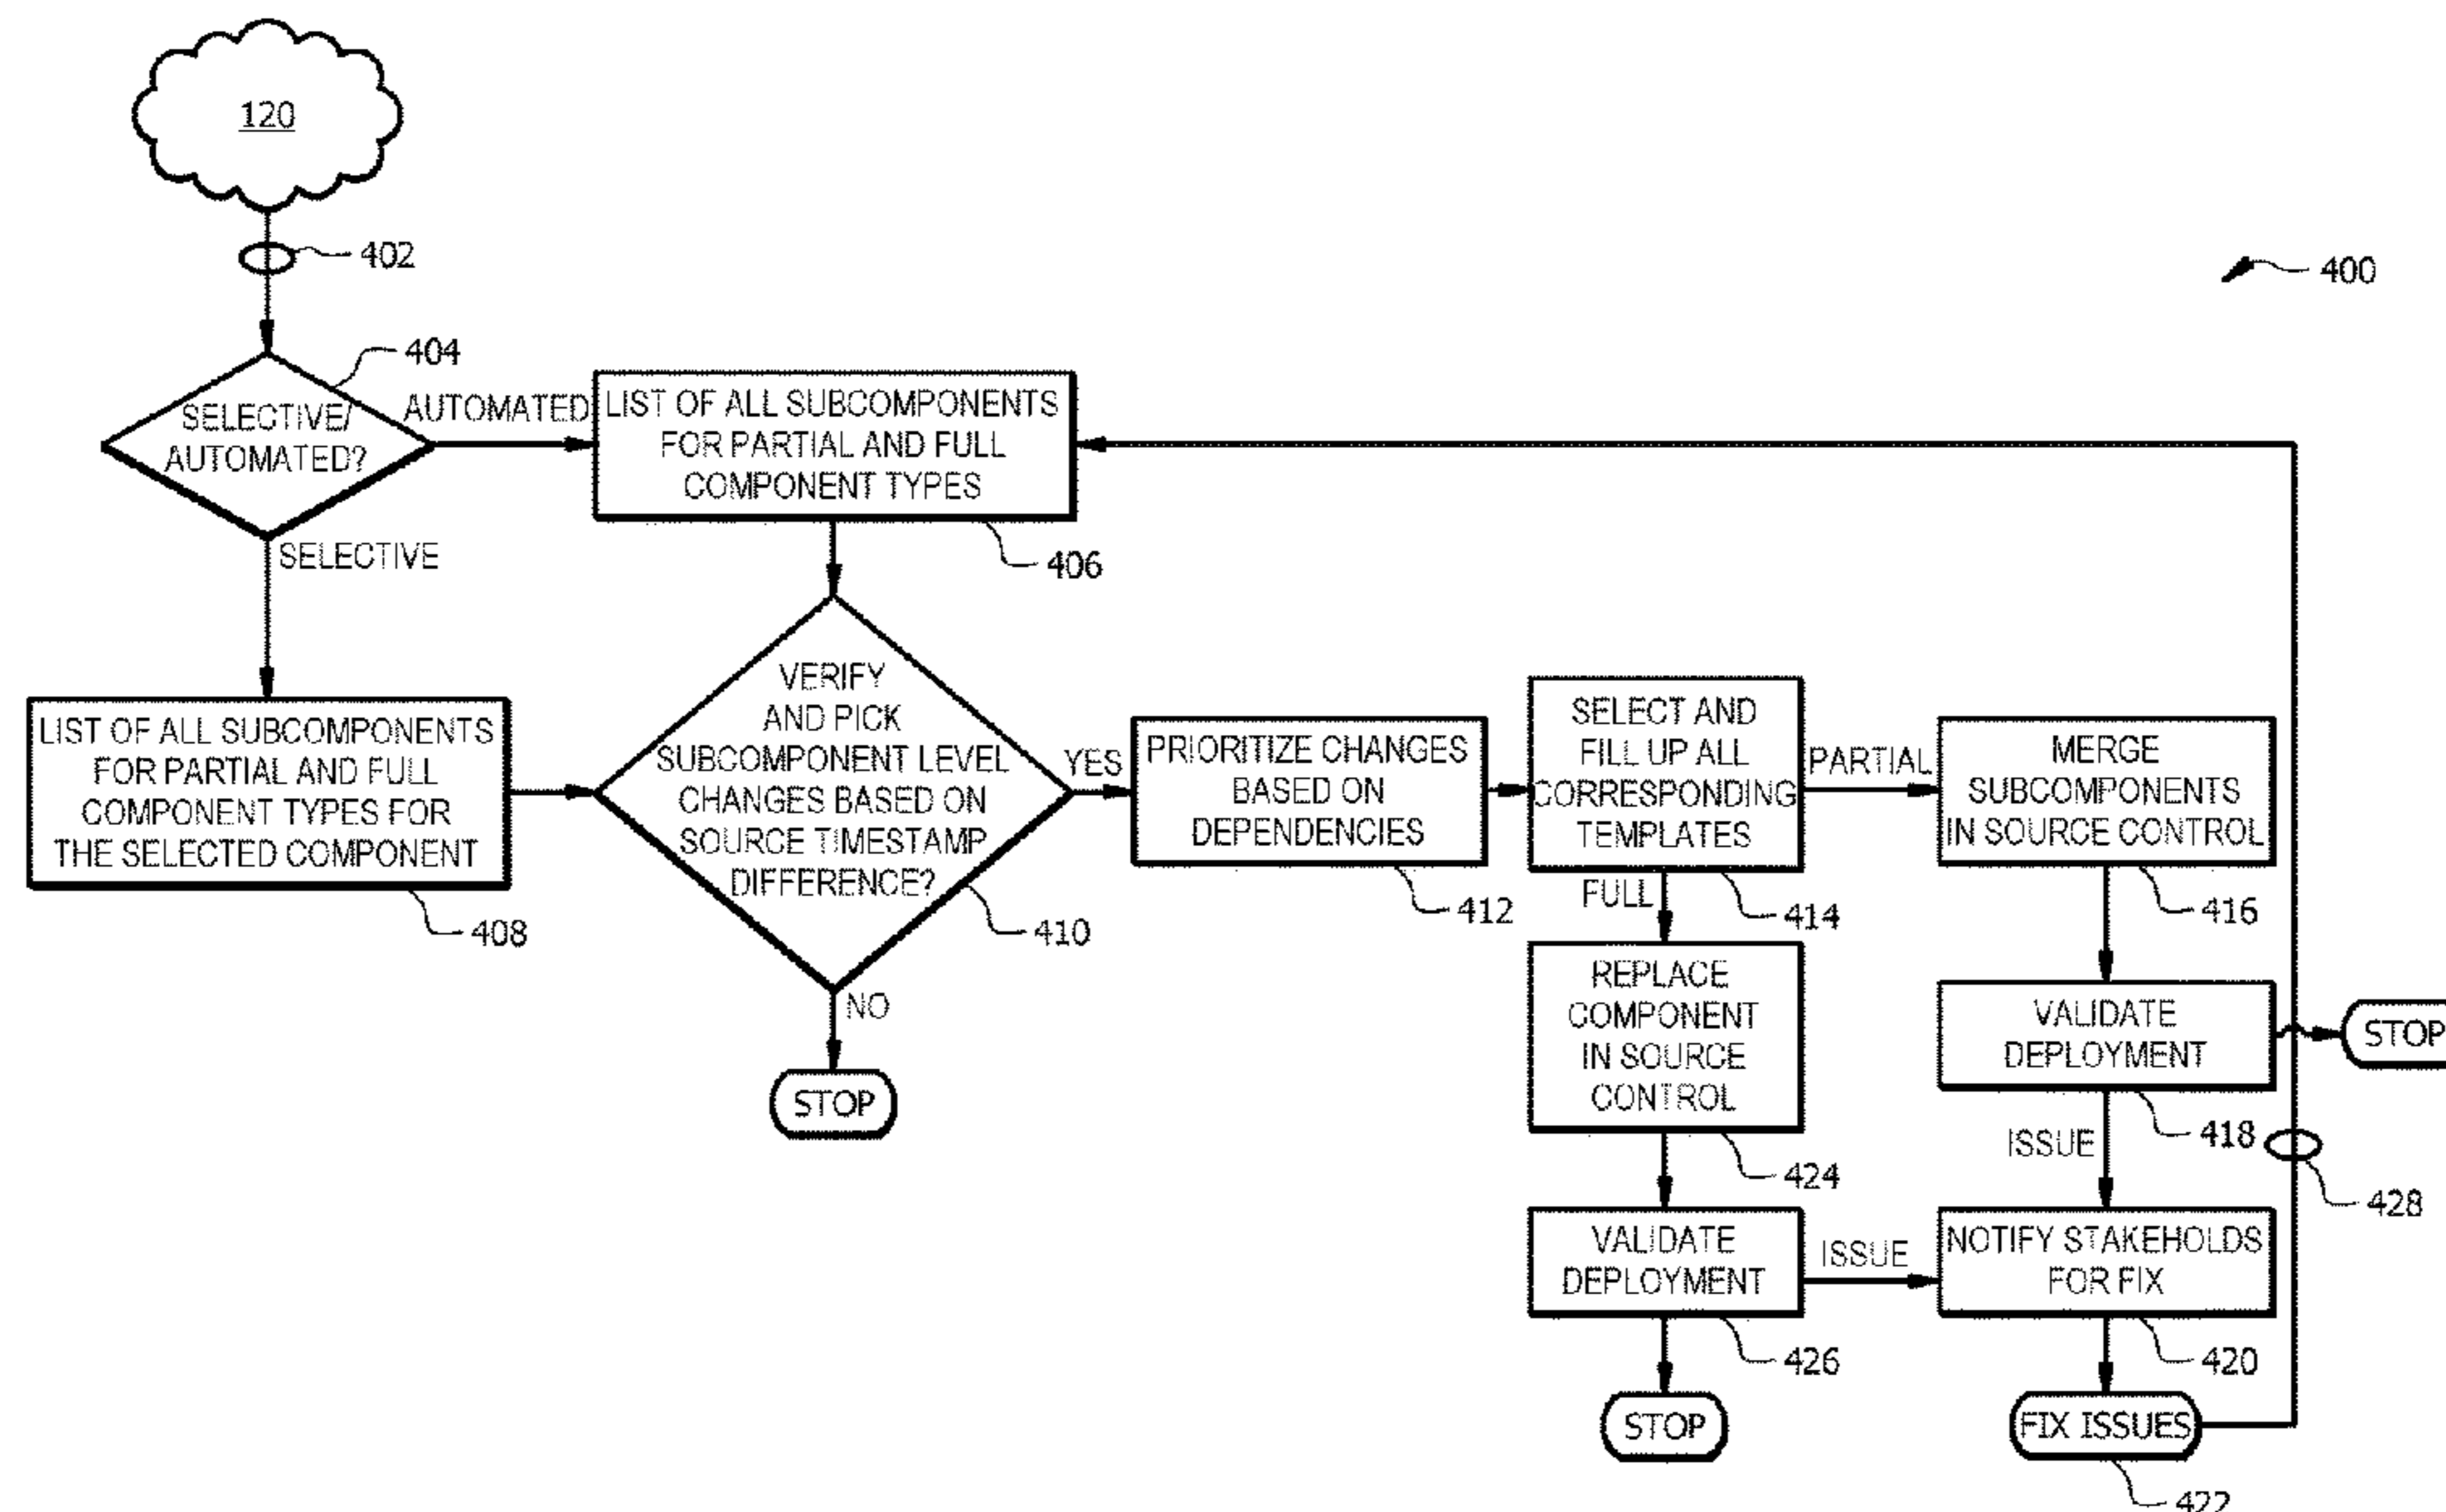 120
402
400
404
SELECTIVE/
AUTOMATED?
AUTOMATED
SELECTIVE
LIST OF ALL SUBCOMPONENTS
FOR PARTIAL AND FULL
COMPONENT TYPES
406
LIST OF ALL SUBCOMPONENTS
FOR PARTIAL AND FULL
COMPONENT TYPES FOR
THE SELECTED COMPONENT
408
VERIFY
AND PICK
SUBCOMPONENT LEVEL
CHANGES BASED ON
SOURCE TIMESTAMP
DIFFERENCE?
410
YES
NO
STOP
PRIORITIZE CHANGES
BASED ON
DEPENDENCIES
412
SELECT AND
FILL UP ALL
CORRESPONDING
TEMPLATES
414
PARTIAL
FULL
MERGE
SUBCOMPONENTS
IN SOURCE CONTROL
416
REPLACE
COMPONENT
IN SOURCE
CONTROL
424
VALIDATE
DEPLOYMENT
418
STOP
ISSUE
428
VALIDATE
DEPLOYMENT
426
ISSUE
NOTIFY STAKEHOLDS
FOR FIX
420
STOP
FIX ISSUES
422